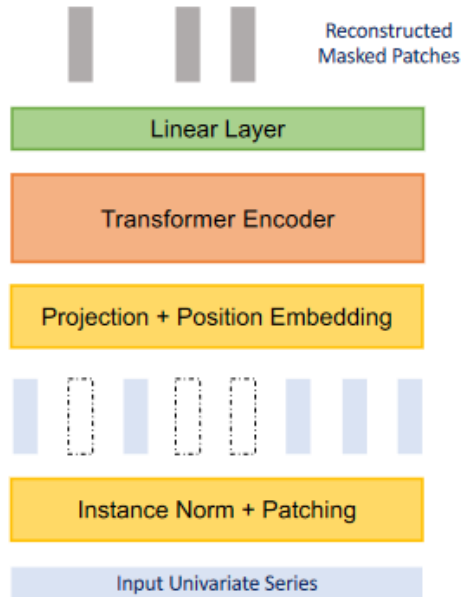 Reconstructed
Masked Patches
Linear Layer
Transformer Encoder
Projection + Position Embedding
Instance Norm + Patching
Input Univariate Series